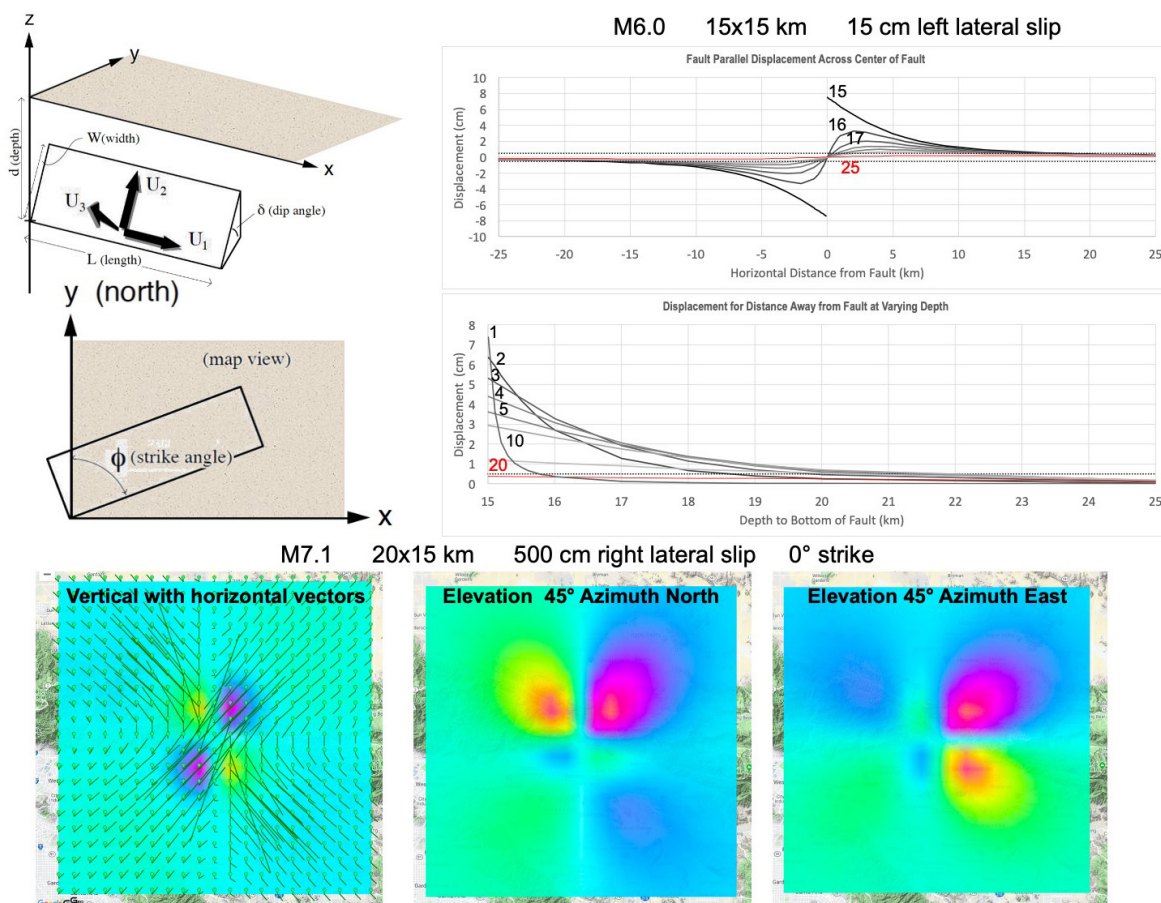 z
y
d (depth)
W(width)
x
U₂
U₃
δ (dip angle)
U₁
L (length)
y (north)
(map view)
ϕ (strike angle)
x
M6.0 15x15 km 15 cm left lateral slip
Fault Parallel Displacement Across Center of Fault
Displacement (cm)
10
8
6
4
2
0
-2
-4
-6
-8
-10
15
16
17
25
-25 -20 -15 -10 -5 0 5 10 15 20 25
Horizontal Distance from Fault (km)
Displacement for Distance Away from Fault at Varying Depth
Displacement (cm)
8
7
6
5
4
3
2
1
0
1
2
3
4
5
10
20
15 16 17 18 19 20 21 22 23 24 25
Depth to Bottom of Fault (km)
M7.1 20x15 km 500 cm right lateral slip 0° strike
Vertical with horizontal vectors
Elevation 45° Azimuth North
Elevation 45° Azimuth East